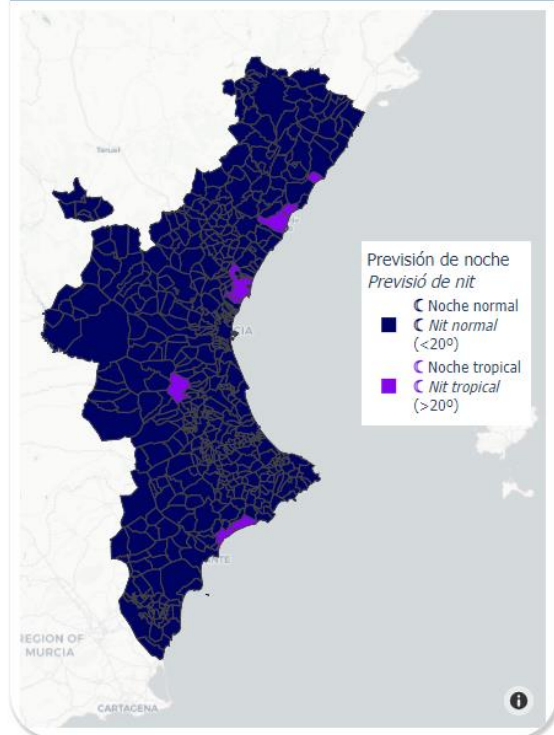 Teruel
Previsión de noche
Previsió de nit
Noche normal
Nit normal
(<20º)
Noche tropical
Nit tropical
(>20º)
REGION OF
MURCIA
CARTAGENA
i